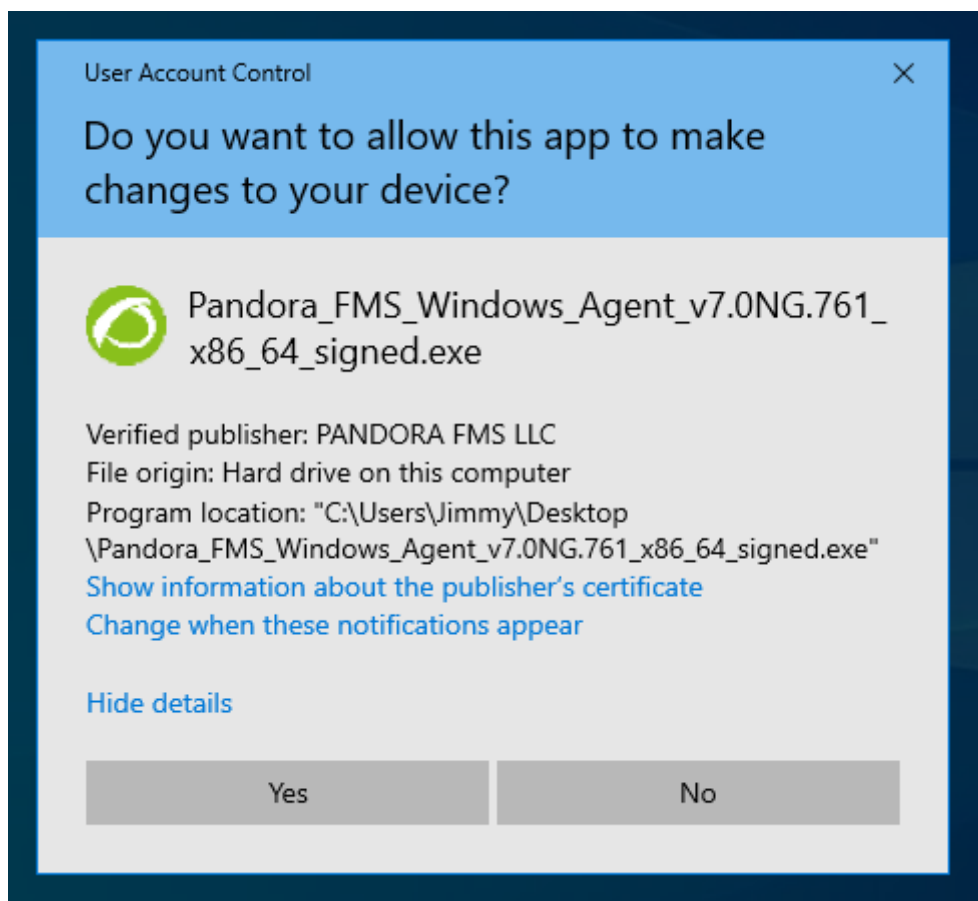 User Account Control
Do you want to allow this app to make
changes to your device?
Pandora_FMS_Windows_Agent_v7.0NG.761_
x86_64_signed.exe
Verified publisher: PANDORA FMS LLC
File origin: Hard drive on this computer
Program location: "C:\Users\Jimmy\Desktop
\Pandora_FMS_Windows_Agent_v7.0NG.761_x86_64_signed.exe"
Show information about the publisher’s certificate
Change when these notifications appear
Hide details
Yes
No